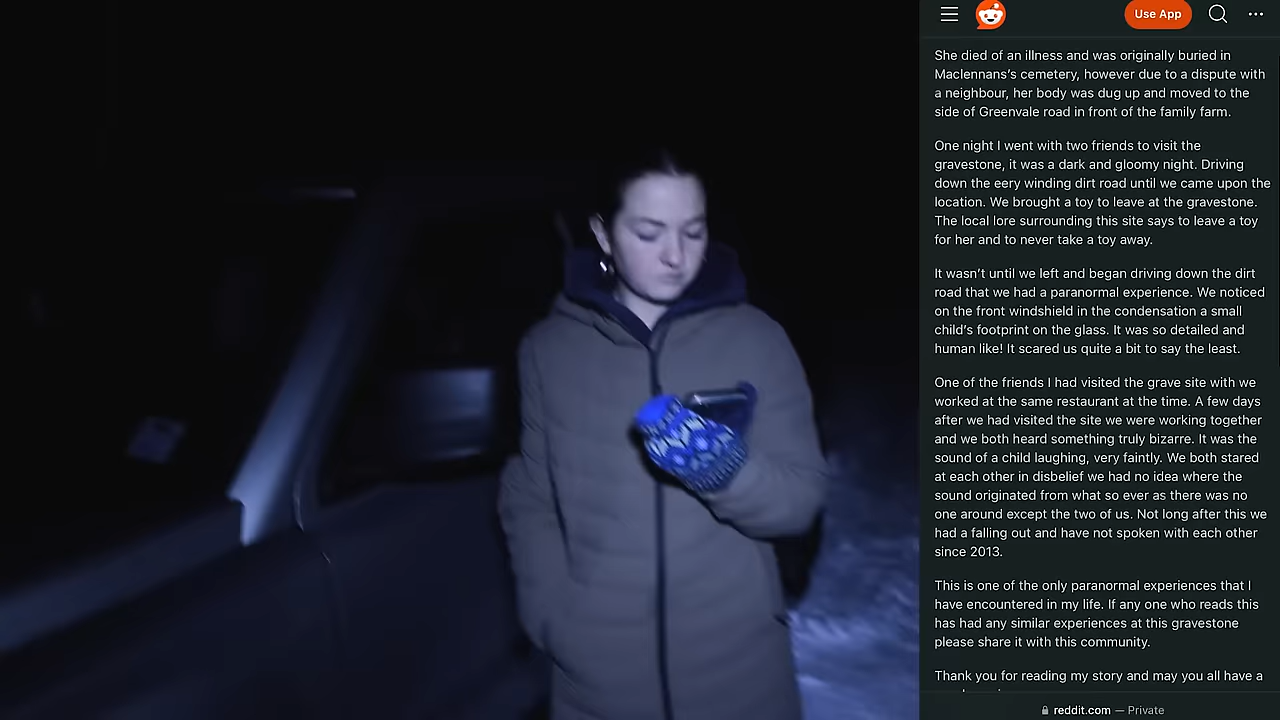 Use App
She died of an illness and was originally buried in
Maclennans's cemetery, however due to a dispute with
a neighbour, her body was dug up and moved to the
side of Greenvale road in front of the family farm.
One night I went with two friends to visit the
gravestone, it was a dark and gloomy night. Driving
down the eery winding dirt road until we came upon the
location. We brought a toy to leave at the gravestone.
The local lore surrounding this site says to leave a toy
for her and to never take a toy away.
It wasn’t until we left and began driving down the dirt
road that we had a paranormal experience. We noticed
on the front windshield in the condensation a small
child’s footprint on the glass. It was so detailed and
human like! It scared us quite a bit to say the least.
One of the friends I had visited the grave site with we
worked at the same restaurant at the time. A few days
after we had visited the site we were working together
and we both heard something truly bizarre. It was the
sound of a child laughing, very faintly. We both stared
at each other in disbelief we had no idea where the
sound originated from what so ever as there was no
one around except the two of us. Not long after this we
had a falling out and have not spoken with each other
since 2013.
This is one of the only paranormal experiences that I
have encountered in my life. If any one who reads this
has had any similar experiences at this gravestone
please share it with this community.
Thank you for reading my story and may you all have a
reddit.com — Private